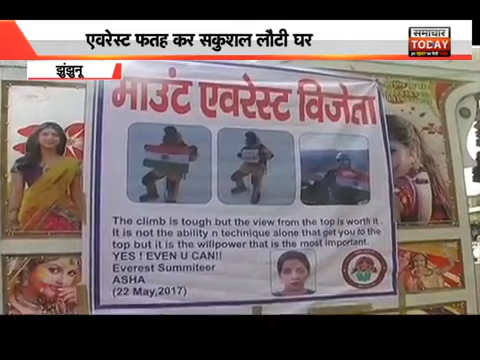 एवरेस्ट फतह कर सकुशल लौटी घर
समाचार
TODAY
झुंझुनू
माउंट एवरेस्ट विजेता
The climb is tough but the view from the top is worth it .
It is not the ability n technique alone that get you to the
top but it is the willpower that is the most important.
YES ! EVEN U CAN!!
Everest Summiteer
ASHA
(22 May,2017)